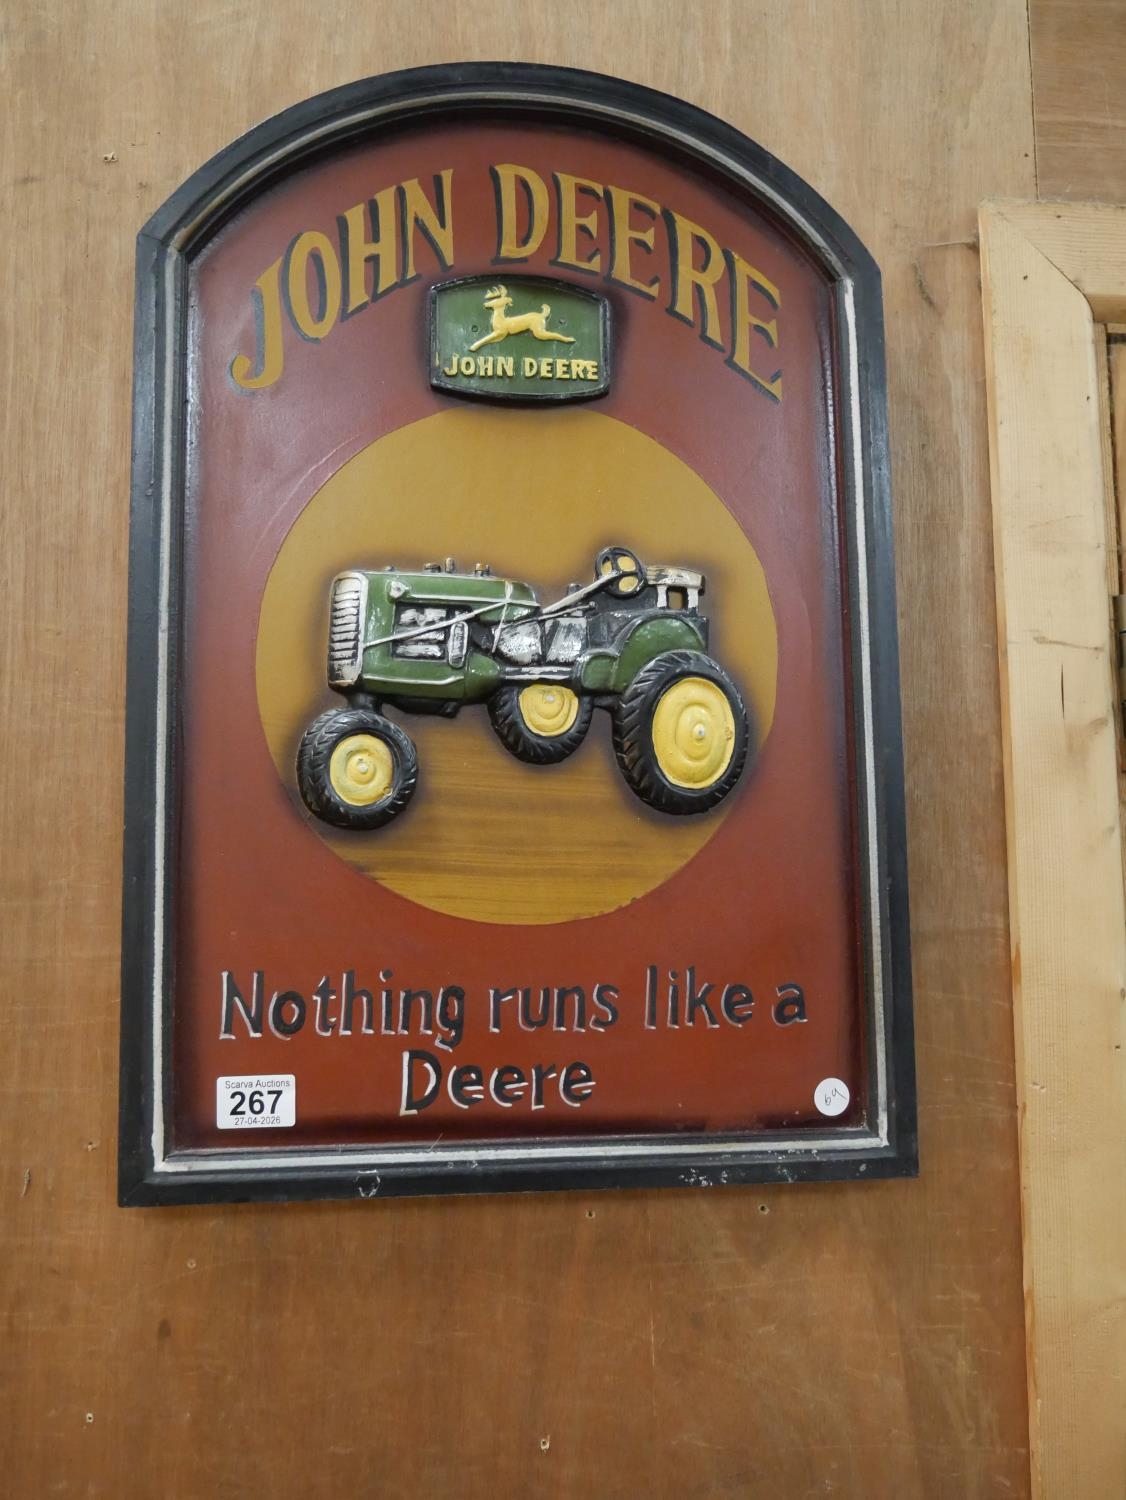 JOHN DEERE
JOHN DEERE
Nothing runs like a
Deere
Scarva Auctions
267
27-04-2026
69